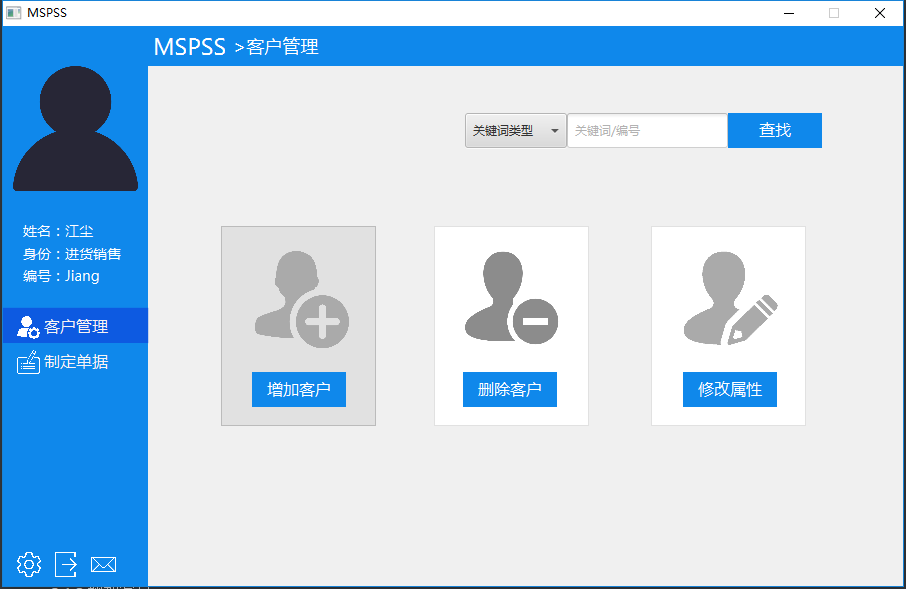 MSPSS
MSPSS >客户管理
关键词类型
关键词/编号
查找
姓名：江尘
身份：进货销售
编号：Jiang
客户管理
制定单据
增加客户
删除客户
修改属性